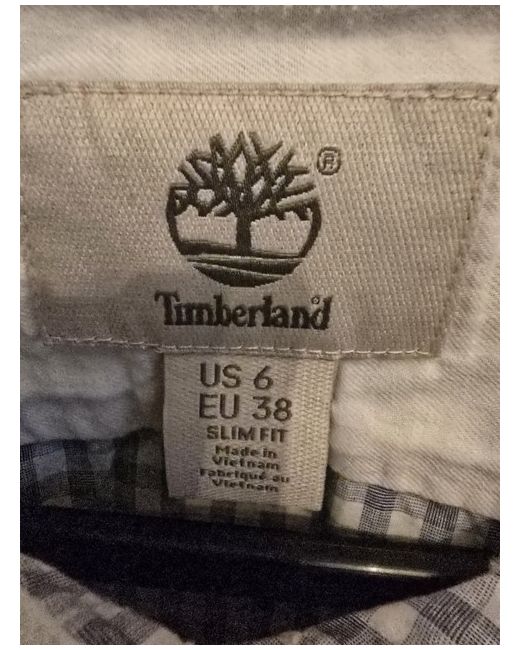 ®
Timberland®
US 6
EU 38
SLIM FIT
Made in
Vietnam
Fabriqué au
Vietnam